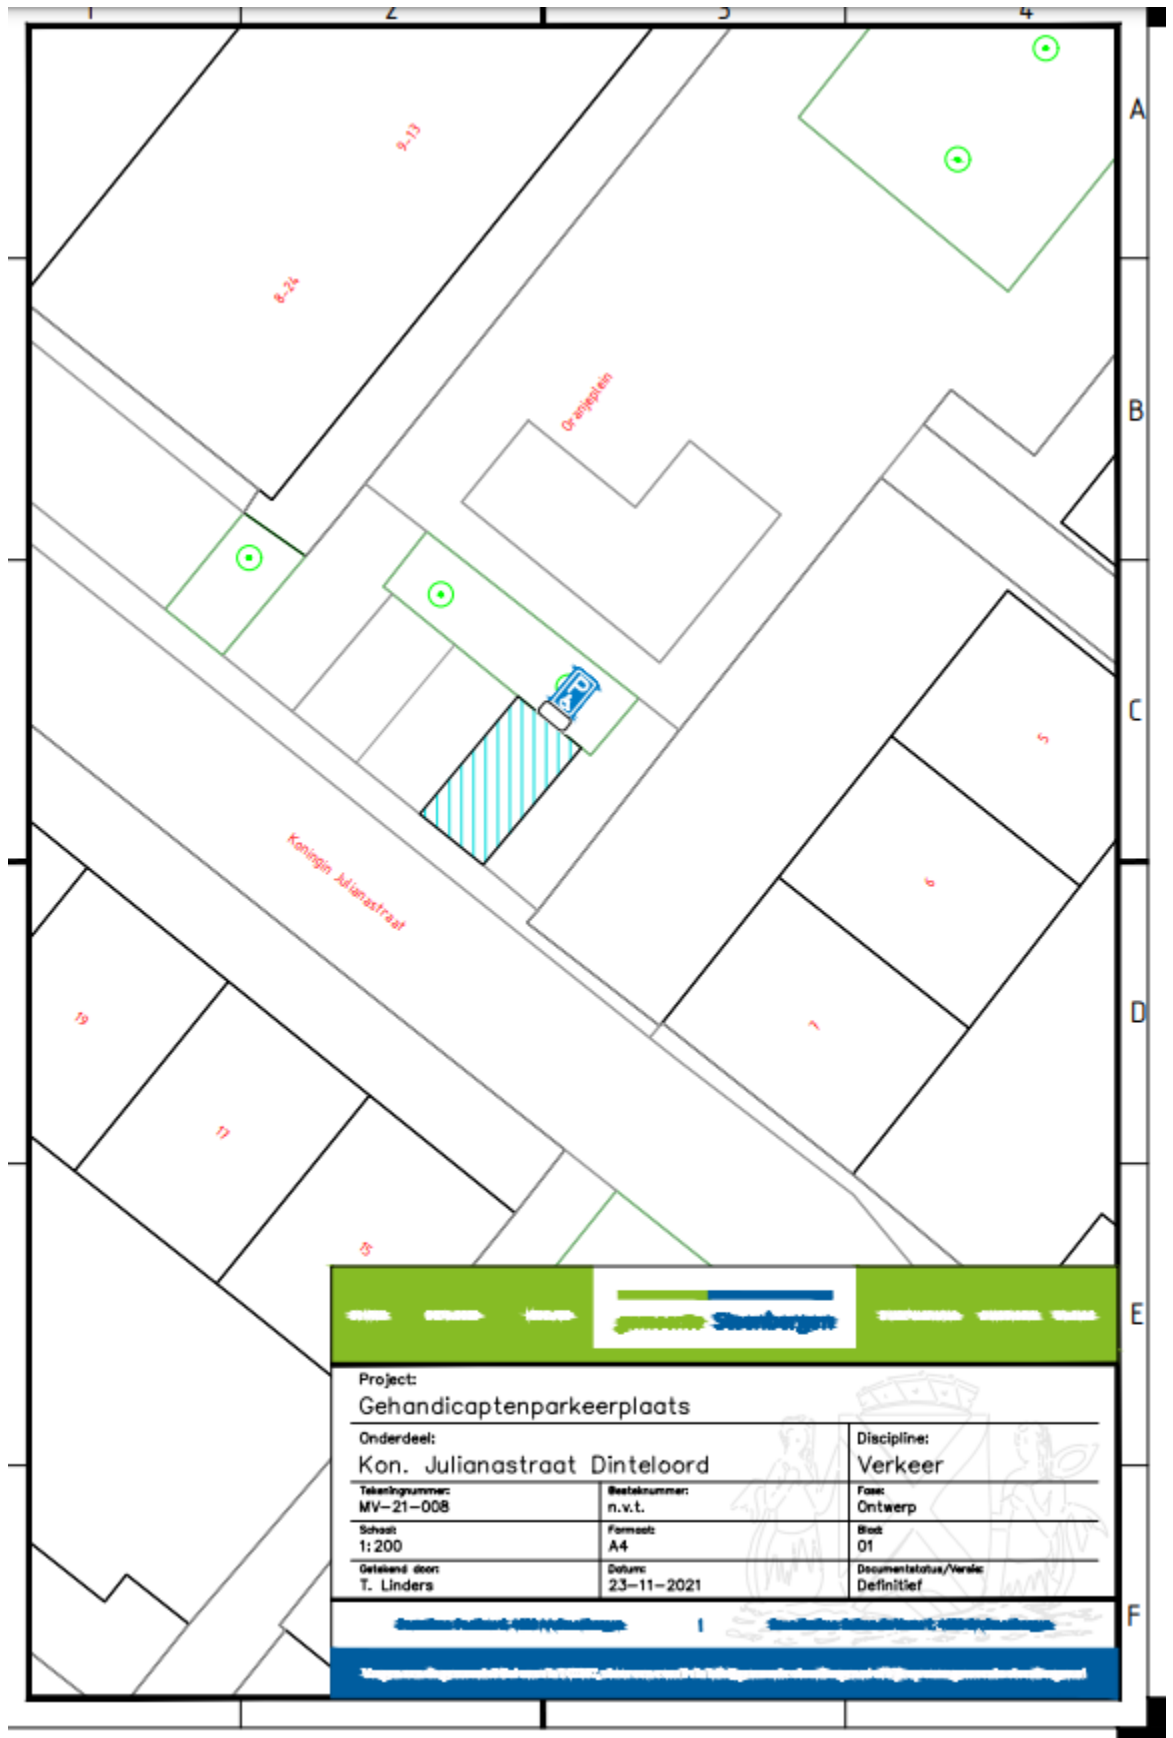 1 2 3 4
A
9-13
8-24
Oranjeplein
B
C
5
6
7
Koningin Julianastraat
D
19
17
15
E
gemeente Steenbergen
Project:
Gehandicaptenparkeerplaats
Onderdeel:
Discipline:
Kon. Julianastraat Dinteloord
Verkeer
Tekeningnummer:
Besteknummer:
Fase:
MV-21-008
n.v.t.
Ontwerp
Schaal:
Formaat:
Blad:
1:200
A4
01
Getekend door:
Datum:
Documentstatus/Versie:
T. Linders
23-11-2021
Definitief
F